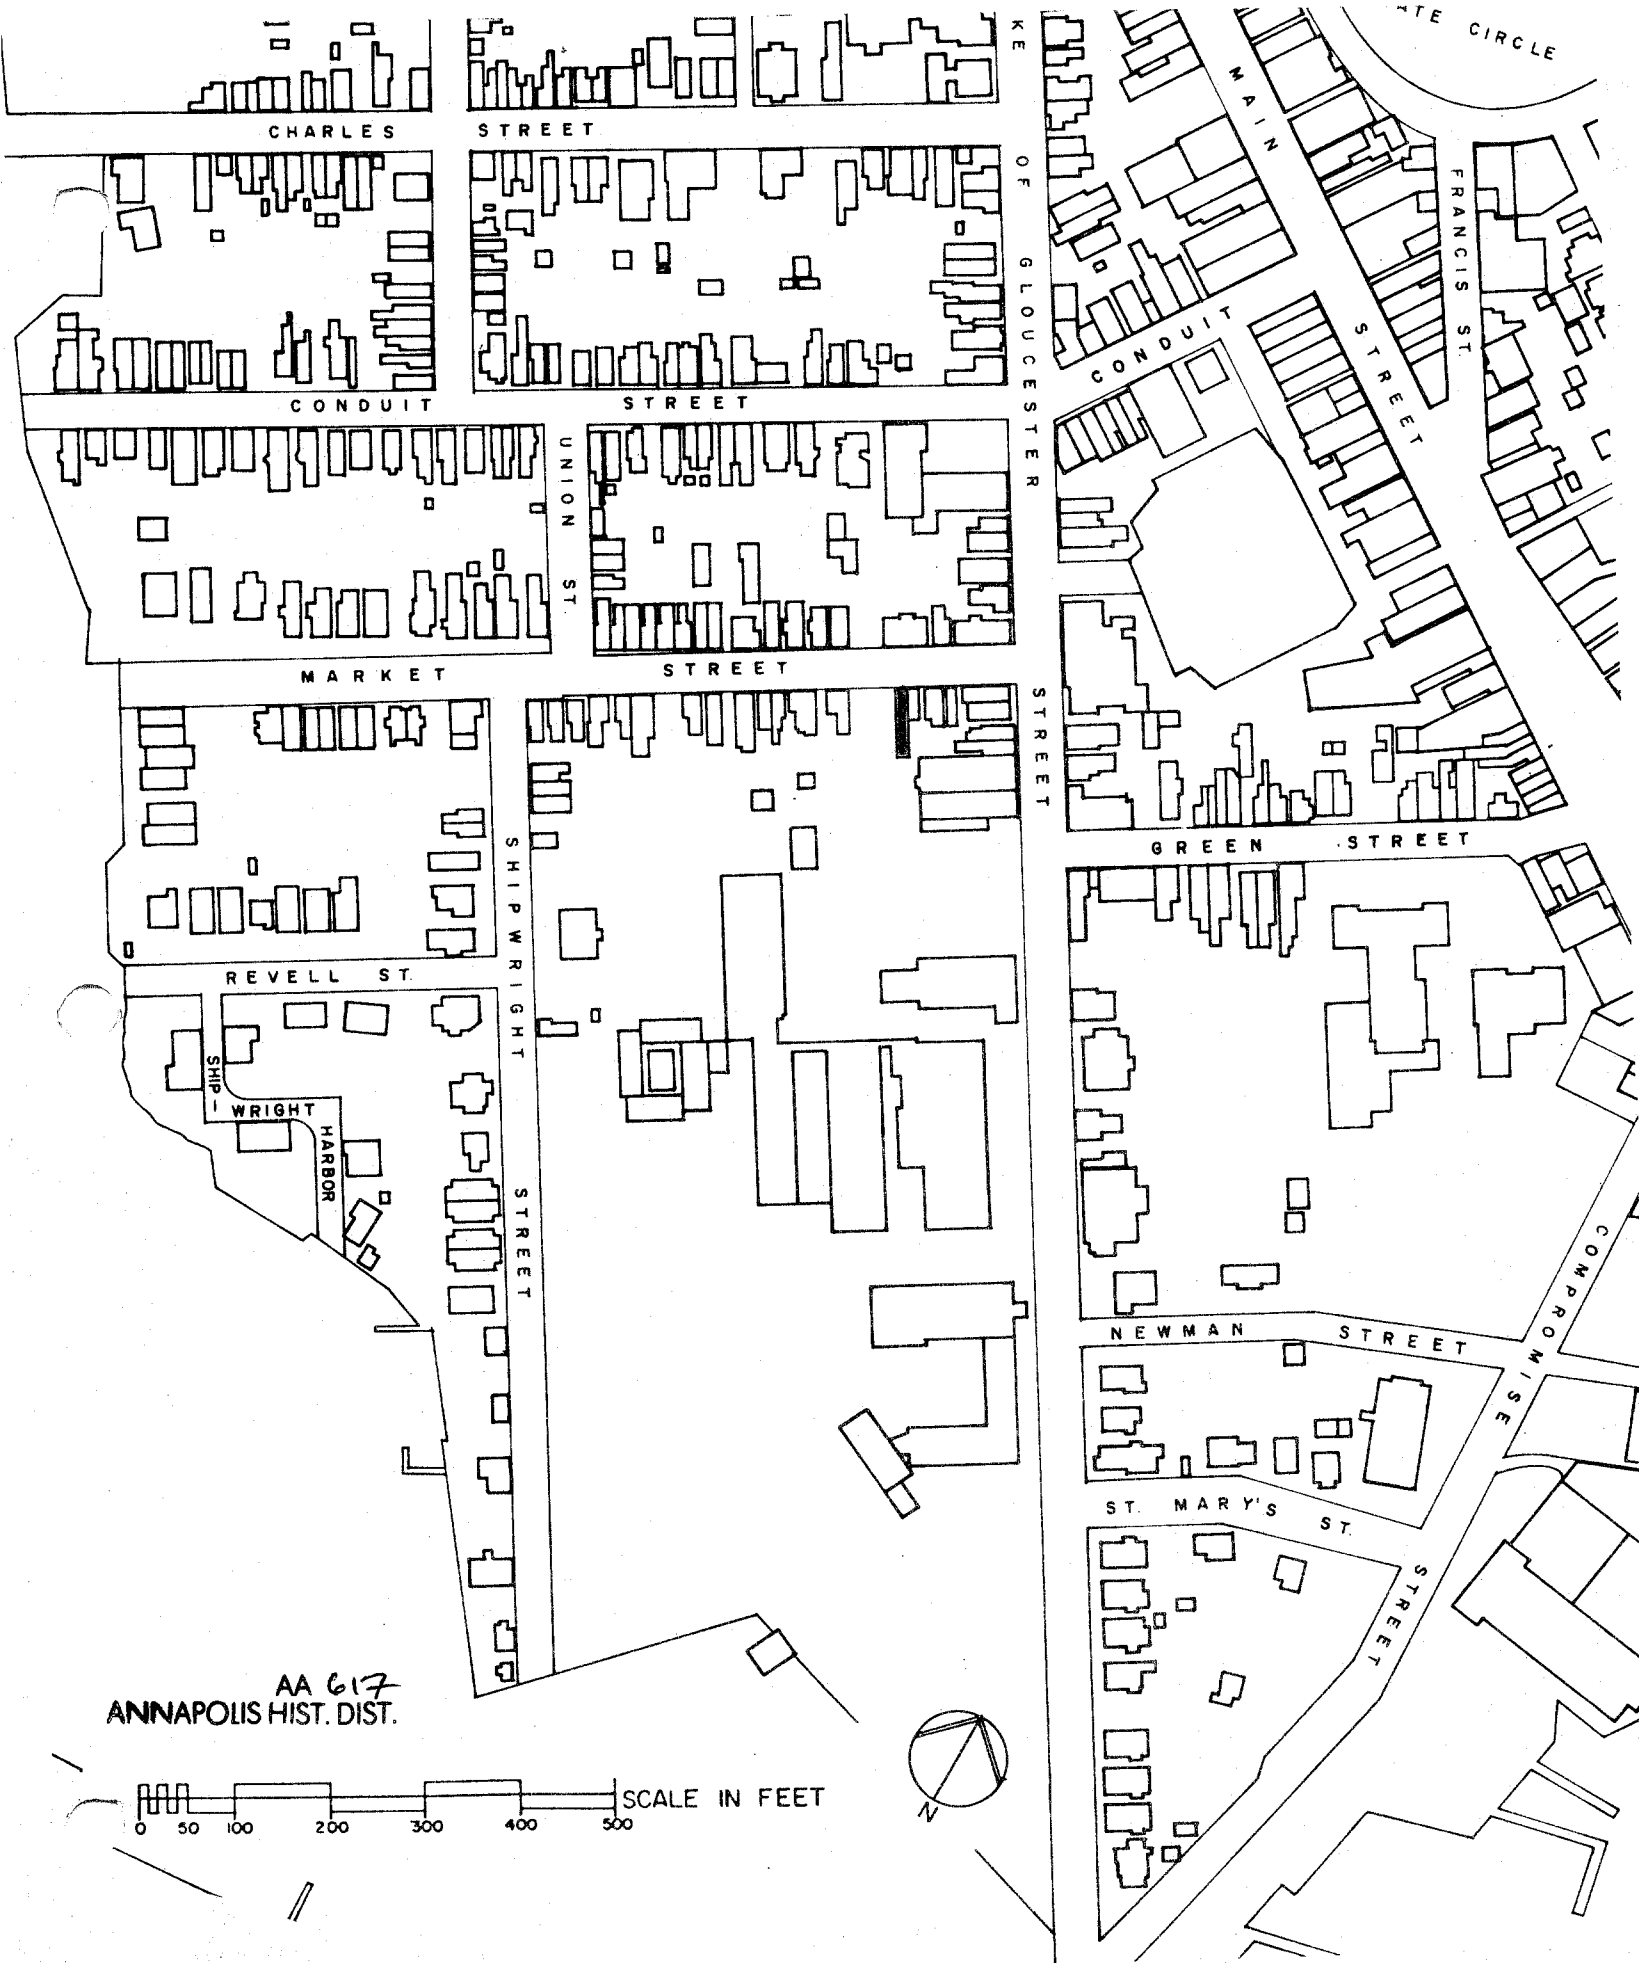 ATE CIRCLE
KE OF GLOUCESTER STREET
MAIN STREET
CHARLES STREET
FRANCIS ST.
CONDUIT
CONDUIT STREET
UNION ST.
MARKET STREET
GREEN STREET
SHIPWRIGHT STREET
REVELL ST.
SHIP-
WRIGHT
HARBOR
COMPROMISE STREET
NEWMAN STREET
ST. MARY'S ST.
AA 617
ANNAPOLIS HIST. DIST.
SCALE IN FEET
0 50 100 200 300 400 500
N